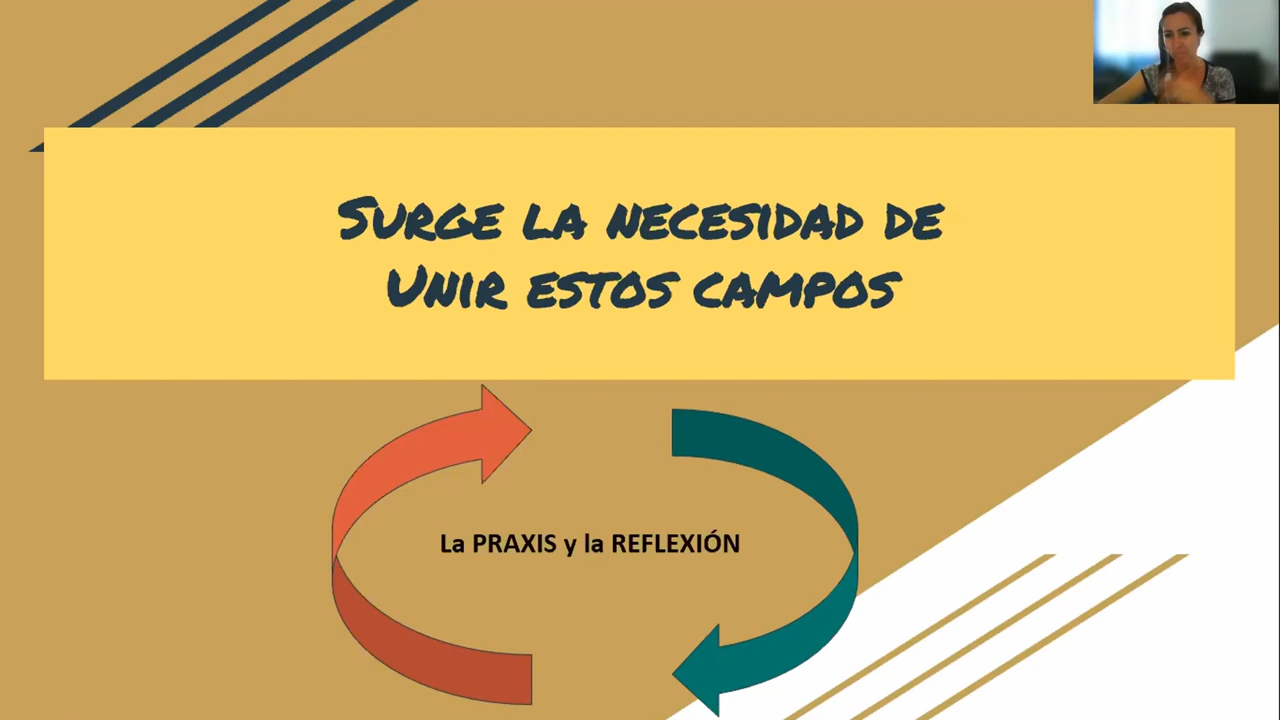 Surge la necesidad de
Unir estos campos
La PRAXIS y la REFLEXIÓN